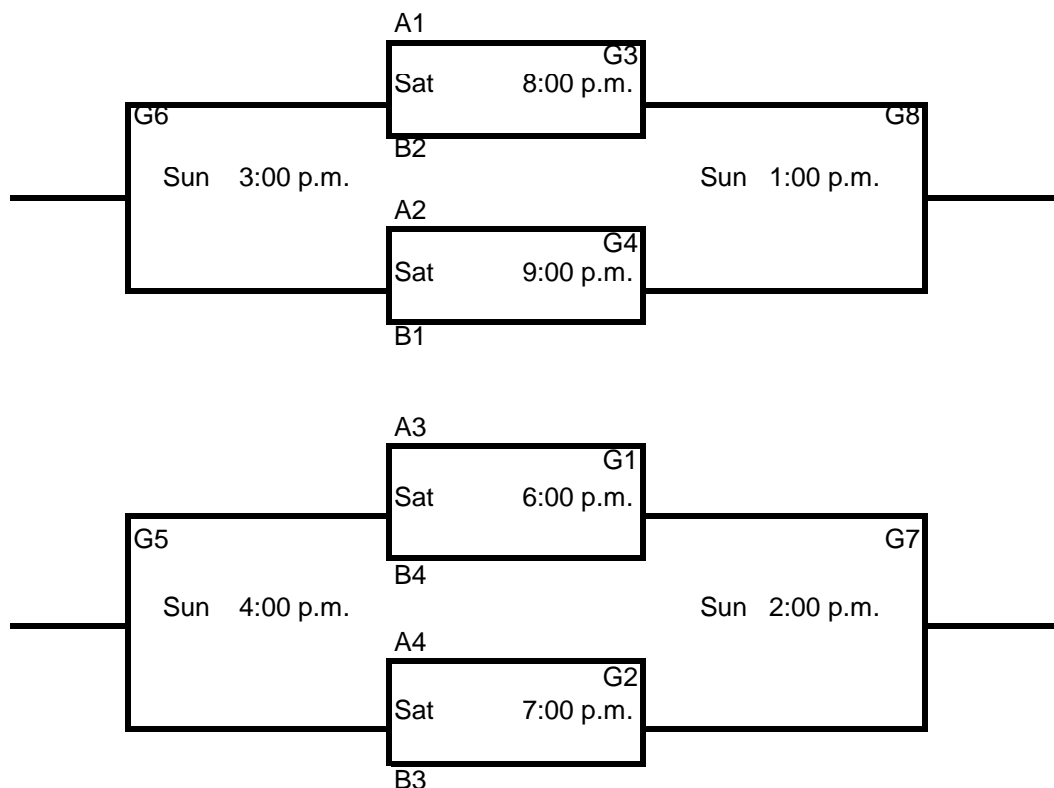 A1
G3
Sat 8:00 p.m.
G6
G8
B2
Sun 3:00 p.m.
Sun 1:00 p.m.
A2
G4
Sat 9:00 p.m.
B1
A3
G1
Sat 6:00 p.m.
G5
G7
B4
Sun 4:00 p.m.
Sun 2:00 p.m.
A4
G2
Sat 7:00 p.m.
B3